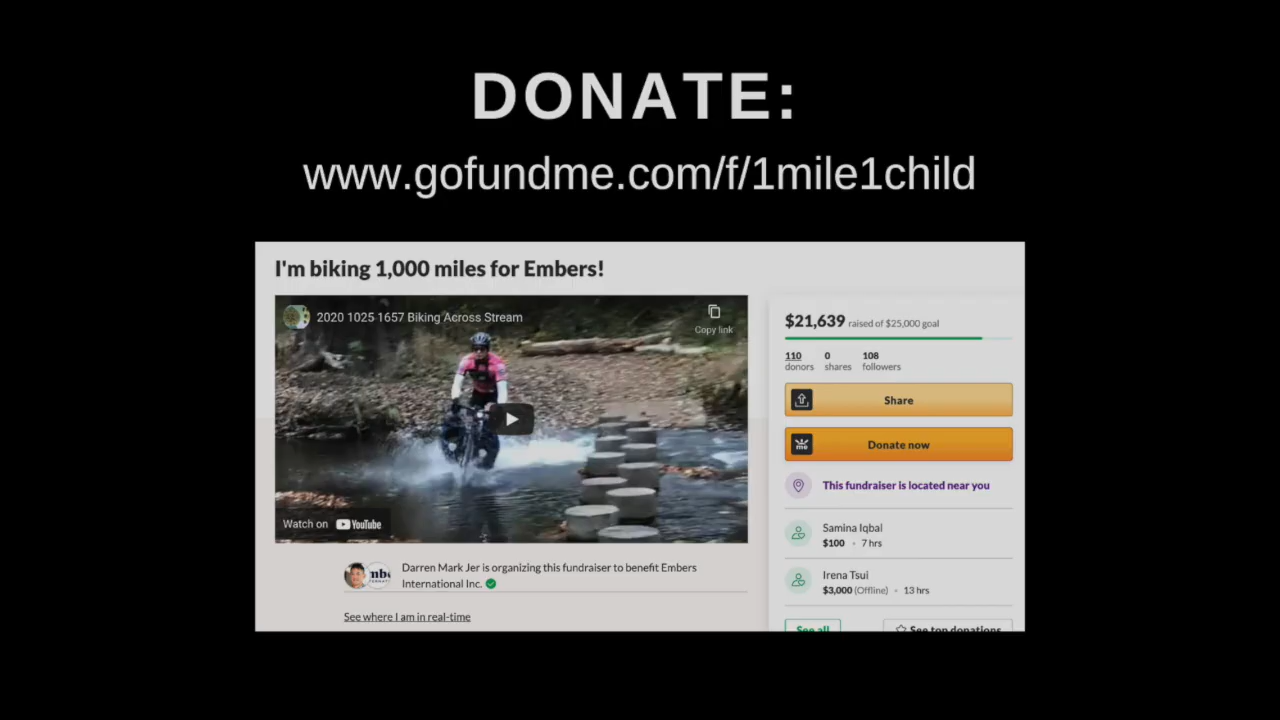 DONATE:
www.gofundme.com/f/1mile1child
I'm biking 1,000 miles for Embers!
2020 1025 1657 Biking Across Stream
Copy link
Watch on YouTube
Darren Mark Jer is organizing this fundraiser to benefit Embers
International Inc.
See where I am in real-time
$21,639 raised of $25,000 goal
110 0 108
donors shares followers
Share
me Donate now
This fundraiser is located near you
Samina Iqbal
$100 • 7 hrs
Irena Tsui
$3,000 (Offline) • 13 hrs
See all See top donations